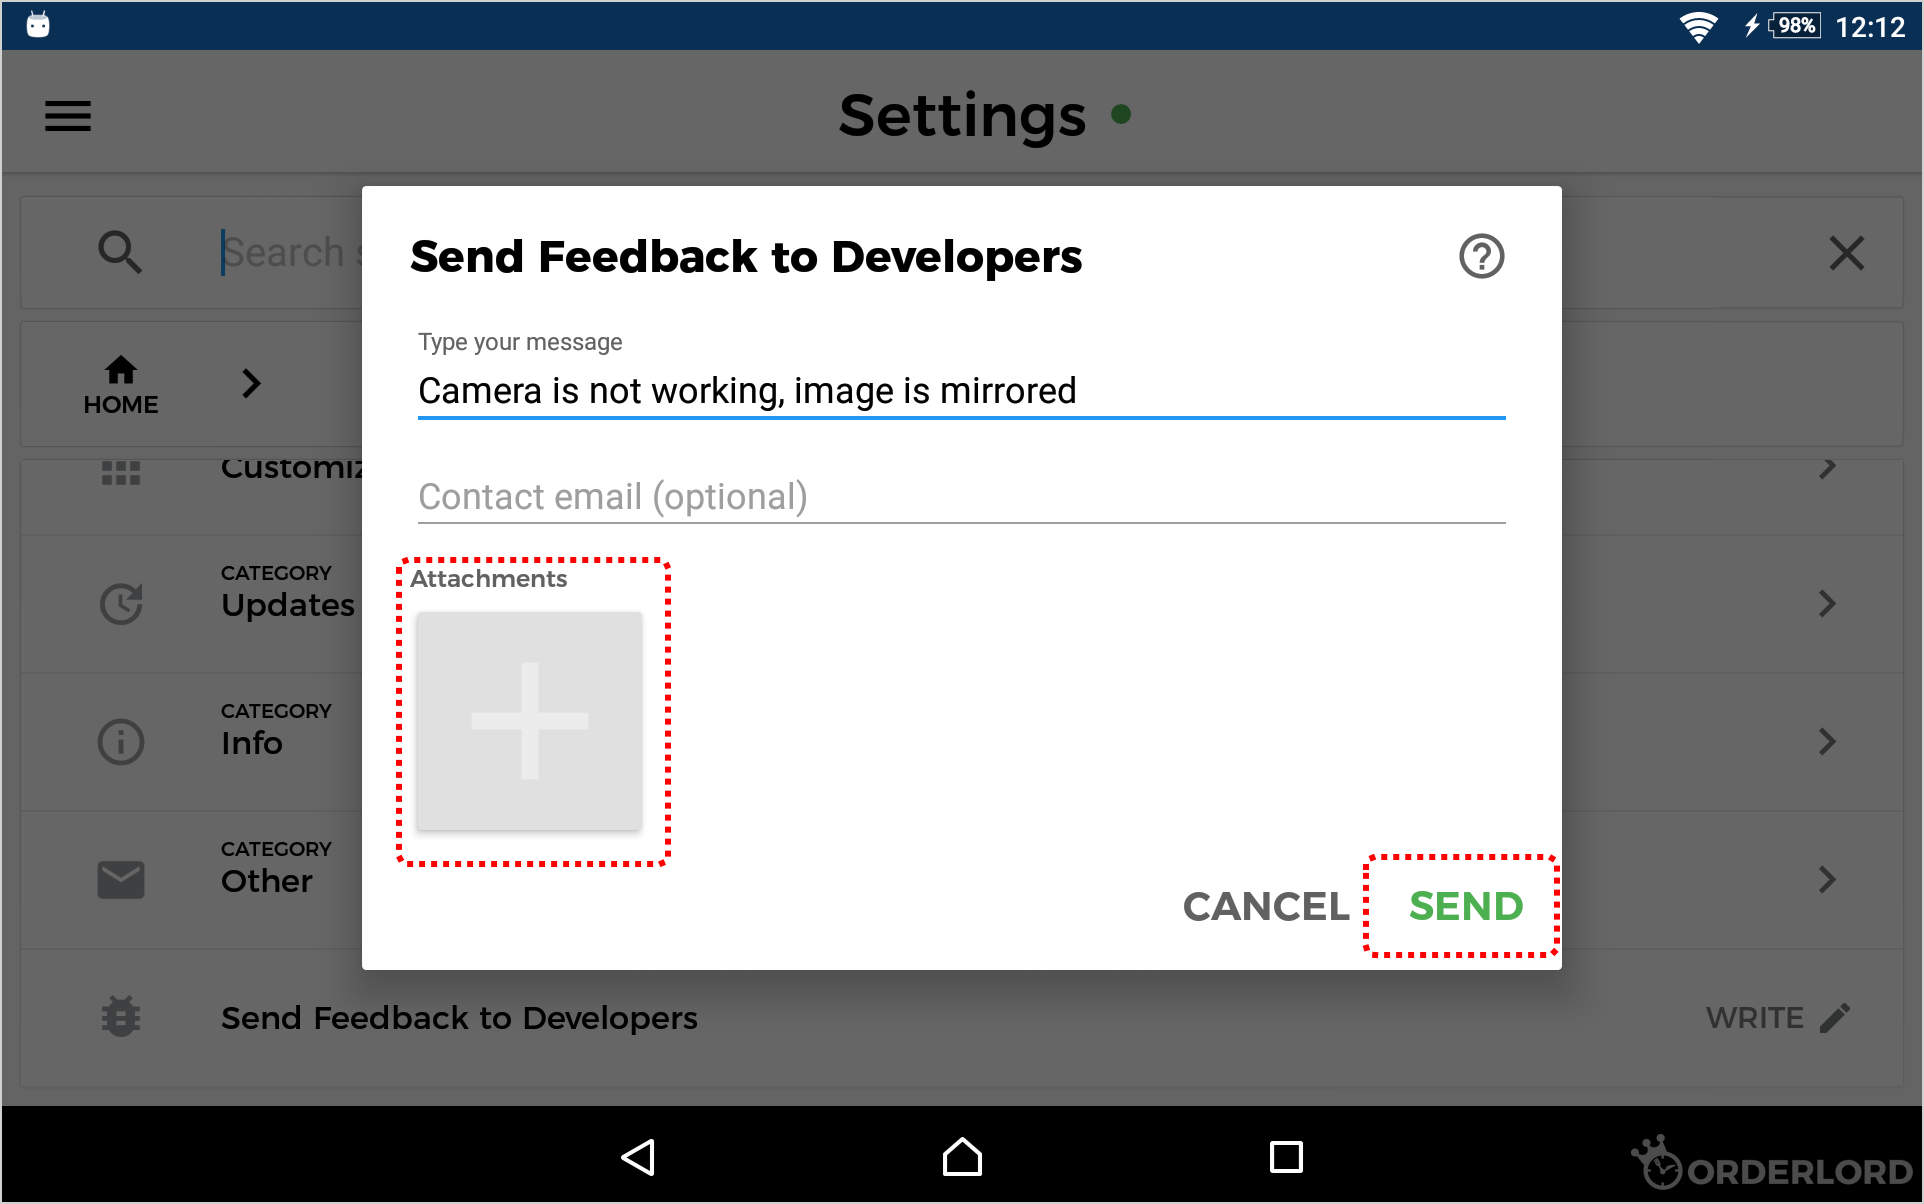 98% 12:12
Settings
Search s
Send Feedback to Developers
Type your message
Camera is not working, image is mirrored
Contact email (optional)
Attachments
CANCEL SEND
HOME
Customiz
CATEGORY
Updates
CATEGORY
Info
CATEGORY
Other
Send Feedback to Developers WRITE
ORDERLORD